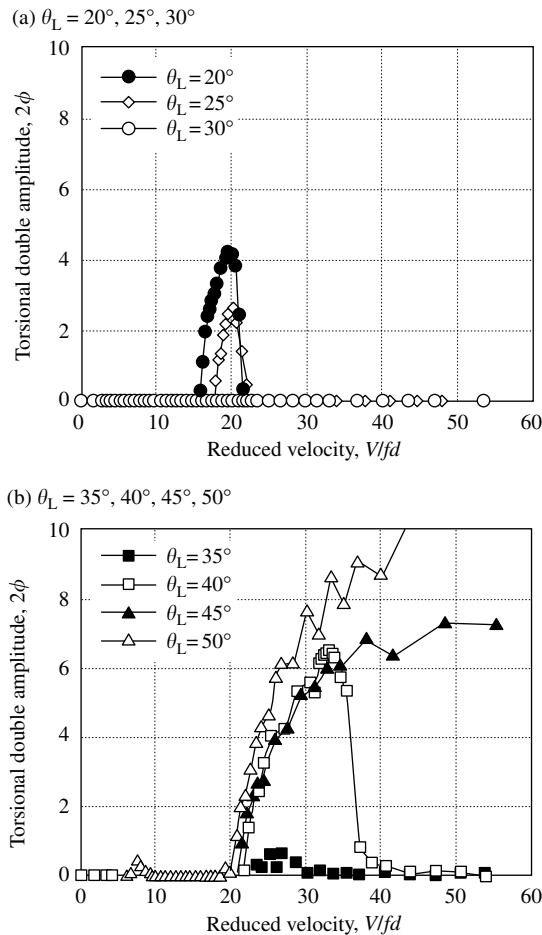 (a) θL = 20°, 25°, 30°
10
8
6
4
2
0
Torsional double amplitude, 2ϕ
θL = 20°
θL = 25°
θL = 30°
0 10 20 30 40 50 60
Reduced velocity, V/fd
(b) θL = 35°, 40°, 45°, 50°
10
8
6
4
2
0
Torsional double amplitude, 2ϕ
θL = 35°
θL = 40°
θL = 45°
θL = 50°
0 10 20 30 40 50 60
Reduced velocity, V/fd